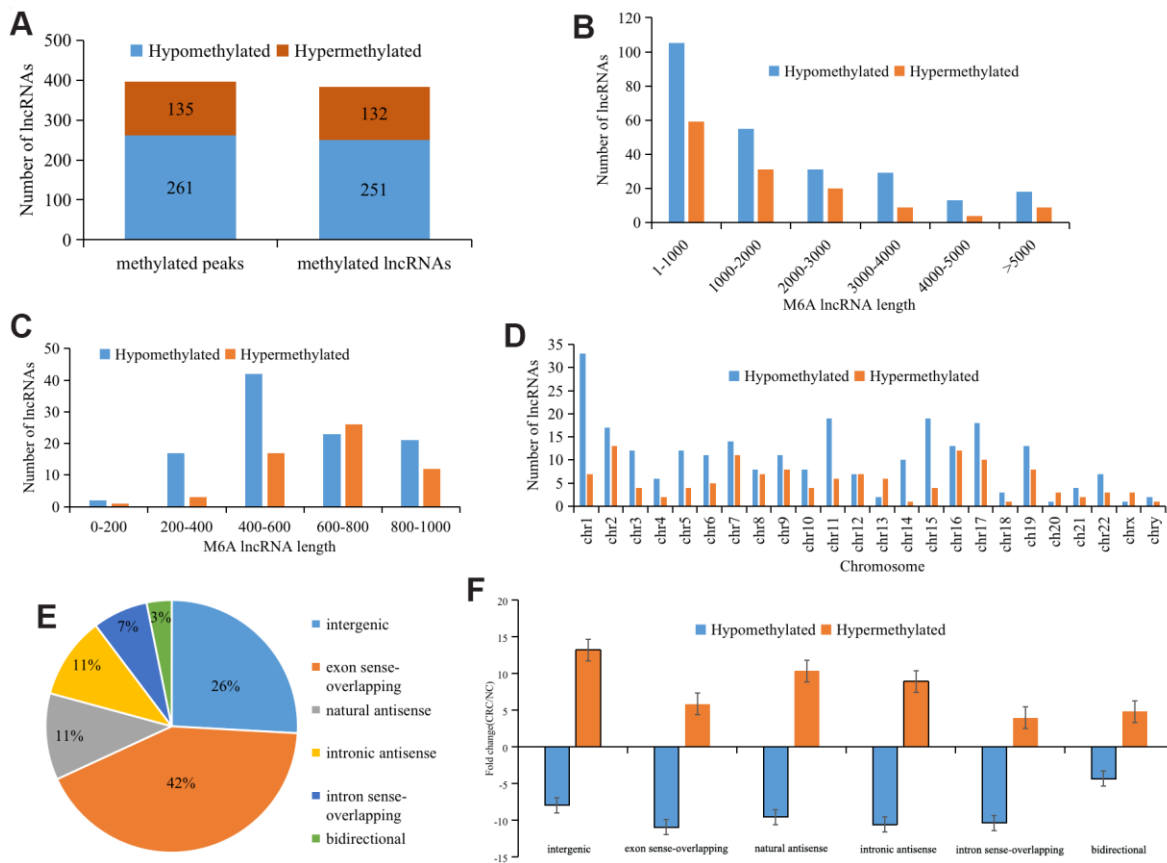 A
Hypomethylated Hypermethylated
Number of lncRNAs
500
400
300
200
100
0
135
132
261
251
methylated peaks
methylated lncRNAs
B
Hypomethylated Hypermethylated
Number of lncRNAs
120
100
80
60
40
20
0
1-1000
1000-2000
2000-3000
3000-4000
4000-5000
>5000
M6A lncRNA length
C
Hypomethylated Hypermethylated
Number of lncRNAs
50
40
30
20
10
0
0-200
200-400
400-600
600-800
800-1000
M6A lncRNA length
D
Hypomethylated Hypermethylated
Number of lncRNAs
35
30
25
20
15
10
5
0
chr1
chr2
chr3
chr4
chr5
chr6
chr7
chr8
chr9
chr10
chr11
chr12
chr13
chr14
chr15
chr16
chr17
chr18
chr19
ch20
chr21
chr22
chrx
chry
Chromosome
E
26%
42%
11%
11%
7%
3%
intergenic
exon sense-
overlapping
natural antisense
intronic antisense
intron sense-
overlapping
bidirectional
F
Hypomethylated Hypermethylated
Fold change(CRC/NC)
20
15
10
5
0
-5
-10
-15
intergenic
exon sense-overlapping
natural antisense
intronic antisense
intron sense-overlapping
bidirectional